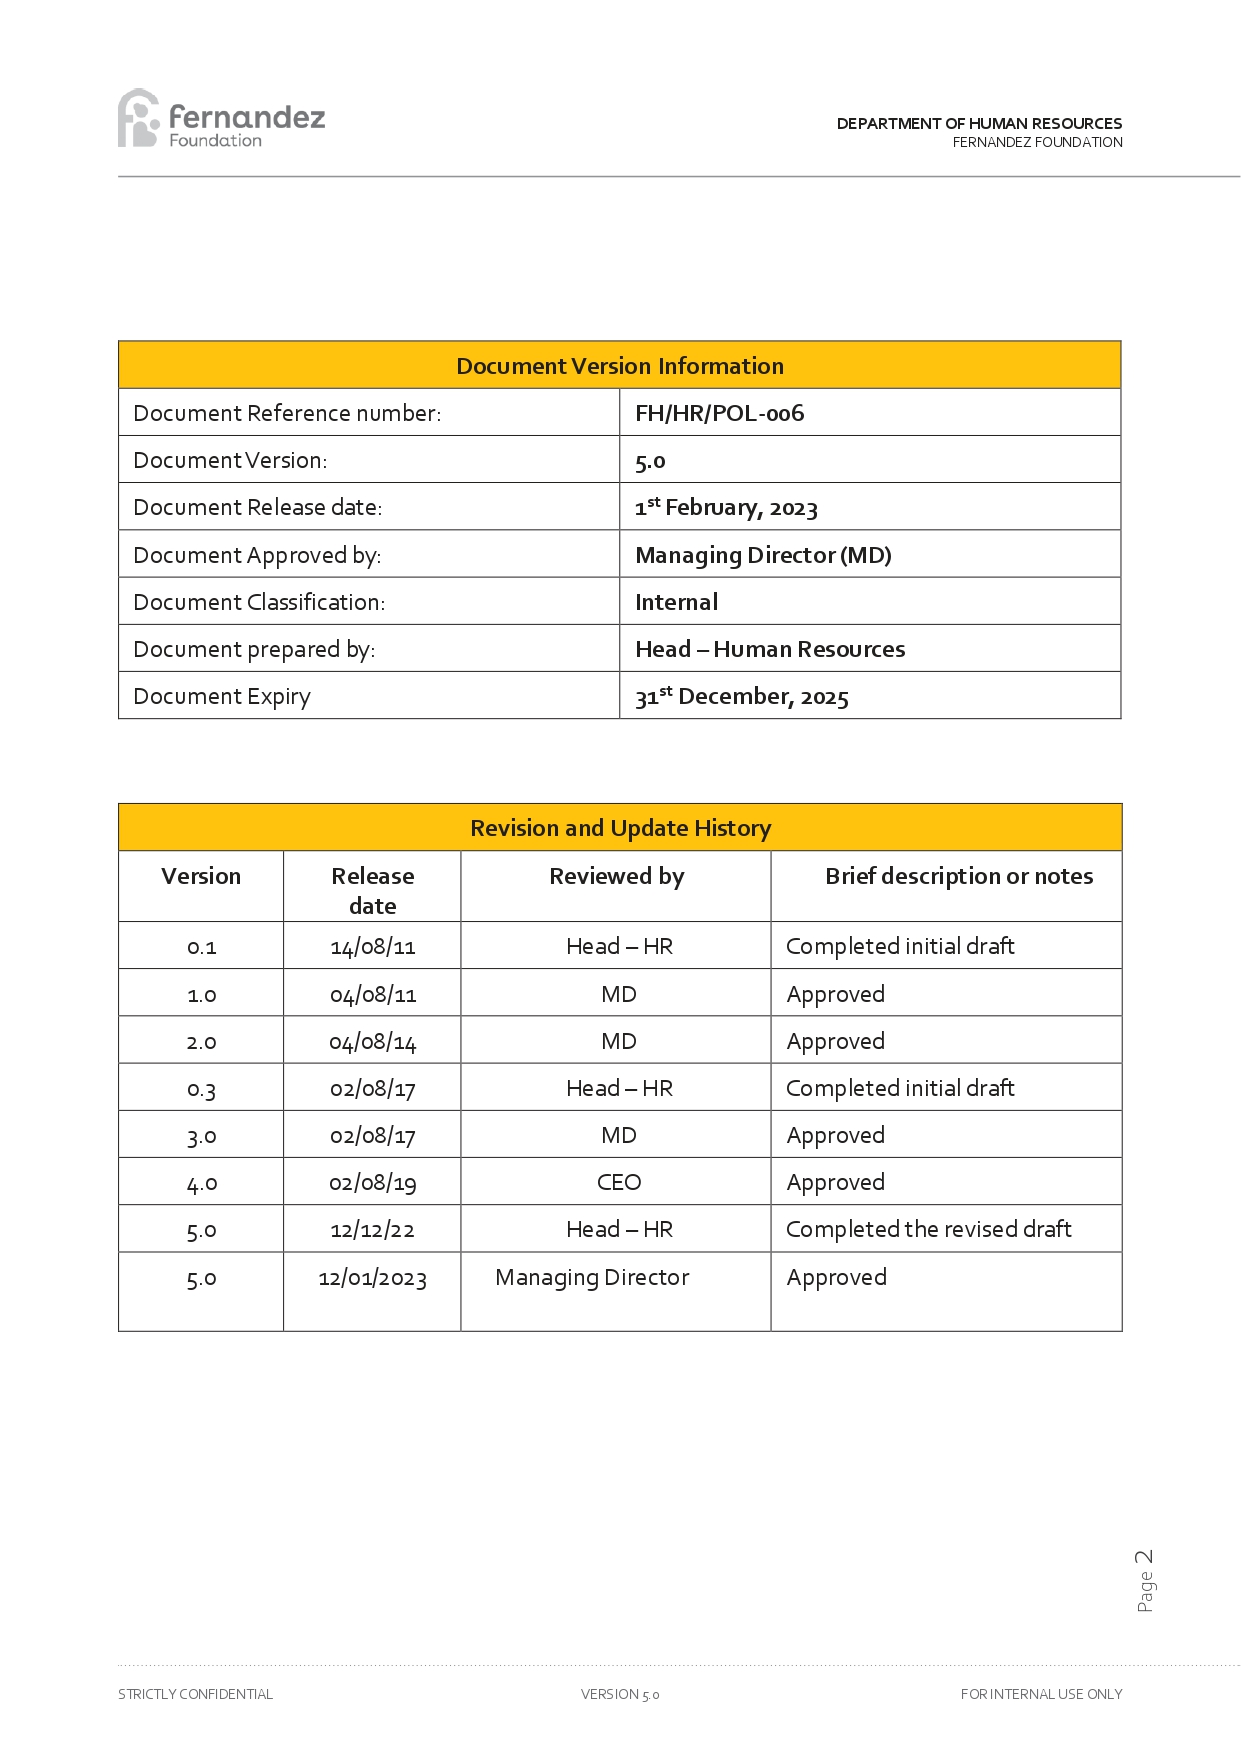 fernandez
Foundation
DEPARTMENT OF HUMAN RESOURCES
FERNANDEZ FOUNDATION
Document Version Information
Document Reference number: FH/HR/POL-006
Document Version: 5.0
Document Release date: 1st February, 2023
Document Approved by: Managing Director (MD)
Document Classification: Internal
Document prepared by: Head – Human Resources
Document Expiry 31st December, 2025
Revision and Update History
Version Release Reviewed by Brief description or notes
date
0.1 14/08/11 Head – HR Completed initial draft
1.0 04/08/11 MD Approved
2.0 04/08/14 MD Approved
0.3 02/08/17 Head – HR Completed initial draft
3.0 02/08/17 MD Approved
4.0 02/08/19 CEO Approved
5.0 12/12/22 Head – HR Completed the revised draft
5.0 12/01/2023 Managing Director Approved
Page 2
STRICTLY CONFIDENTIAL VERSION 5.0 FOR INTERNAL USE ONLY